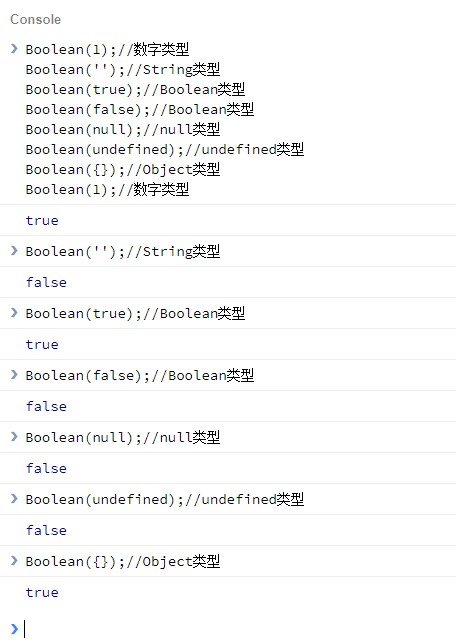 Console
Boolean(1);//数字类型
Boolean('');//String类型
Boolean(true);//Boolean类型
Boolean(false);//Boolean类型
Boolean(null);//null类型
Boolean(undefined);//undefined类型
Boolean({});//Object类型
Boolean(1);//数字类型
true
Boolean('');//String类型
false
Boolean(true);//Boolean类型
true
Boolean(false);//Boolean类型
false
Boolean(null);//null类型
false
Boolean(undefined);//undefined类型
false
Boolean({});//Object类型
true